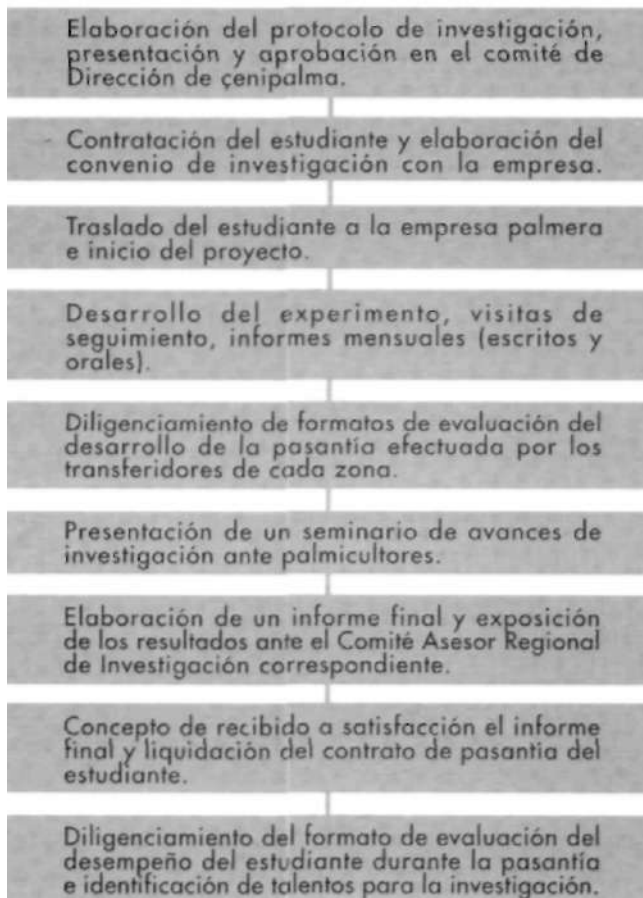 Elaboración del protocolo de investigación,
presentación y aprobación en el comité de
Dirección de çenipalma.
Contratación del estudiante y elaboración del
convenio de investigación con la empresa.
Traslado del estudiante a la empresa palmera
e inicio del proyecto.
Desarrollo del experimento, visitas de
seguimiento, informes mensuales (escritos y
orales).
Diligenciamiento de formatos de evaluación del
desarrollo de la pasantía efectuada por los
transferidores de cada zona.
Presentación de un seminario de avances de
investigación ante palmicultores.
Elaboración de un informe final y exposición
de los resultados ante el Comité Asesor Regional
de Investigación correspondiente.
Concepto de recibido a satisfacción el informe
final y liquidación del contrato de pasantia del
estudiante.
Diligenciamiento del formato de evaluación del
desempeño del estudiante durante la pasantía
e identificación de talentos para la investigación.